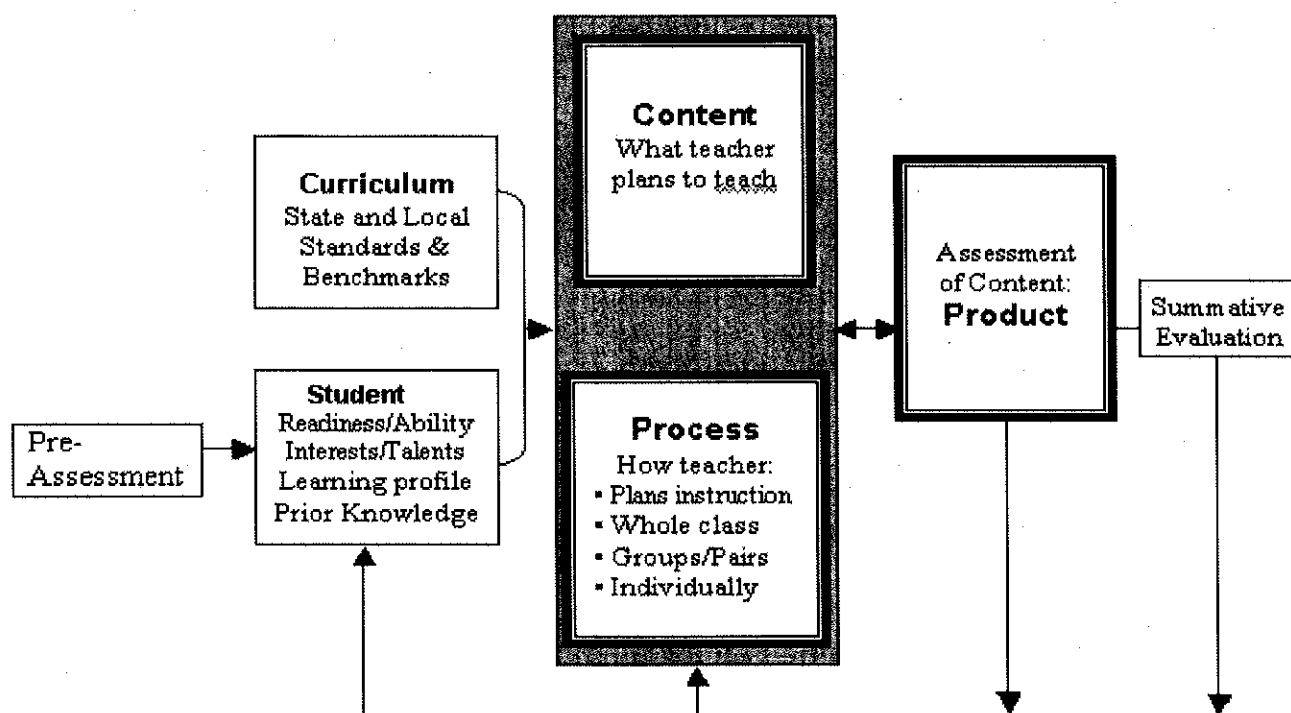 Content
What teacher
plans to teach
Curriculum
State and Local
Standards &
Benchmarks
Assessment
of Content:
Product
Summative
Evaluation
Pre-
Assessment
Student
Readiness/Ability
Interests/Talents
Learning profile
Prior Knowledge
Process
How teacher:
▪ Plans instruction
▪ Whole class
▪ Groups/Pairs
▪ Individually